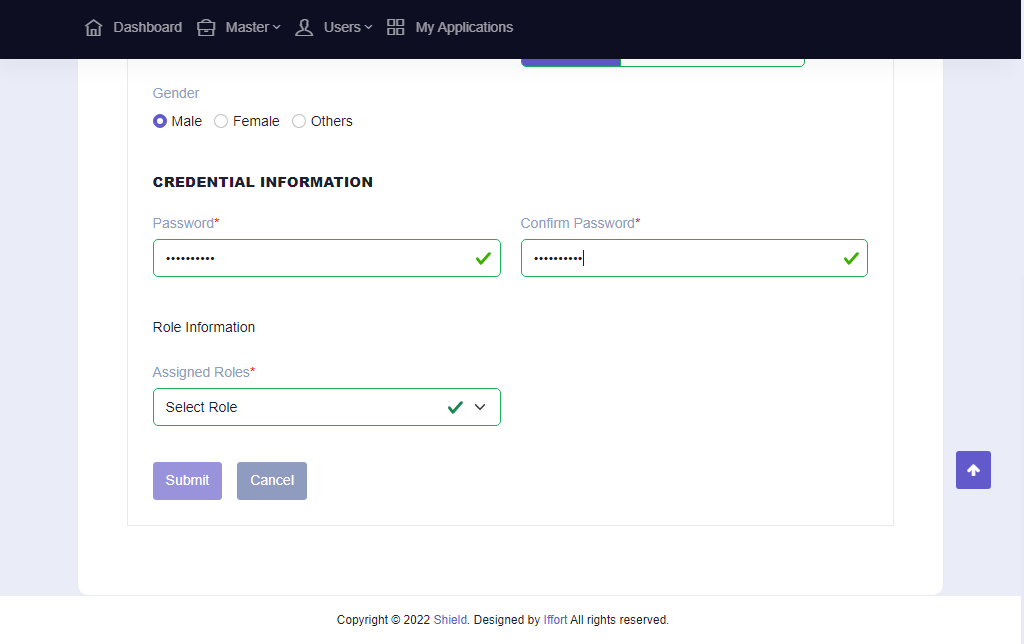 Dashboard Master Users My Applications
Gender
Male Female Others
CREDENTIAL INFORMATION
Password* Confirm Password*
•••••••••• ••••••••••
Role Information
Assigned Roles*
Select Role
Submit Cancel
Copyright © 2022 Shield. Designed by Iffort All rights reserved.